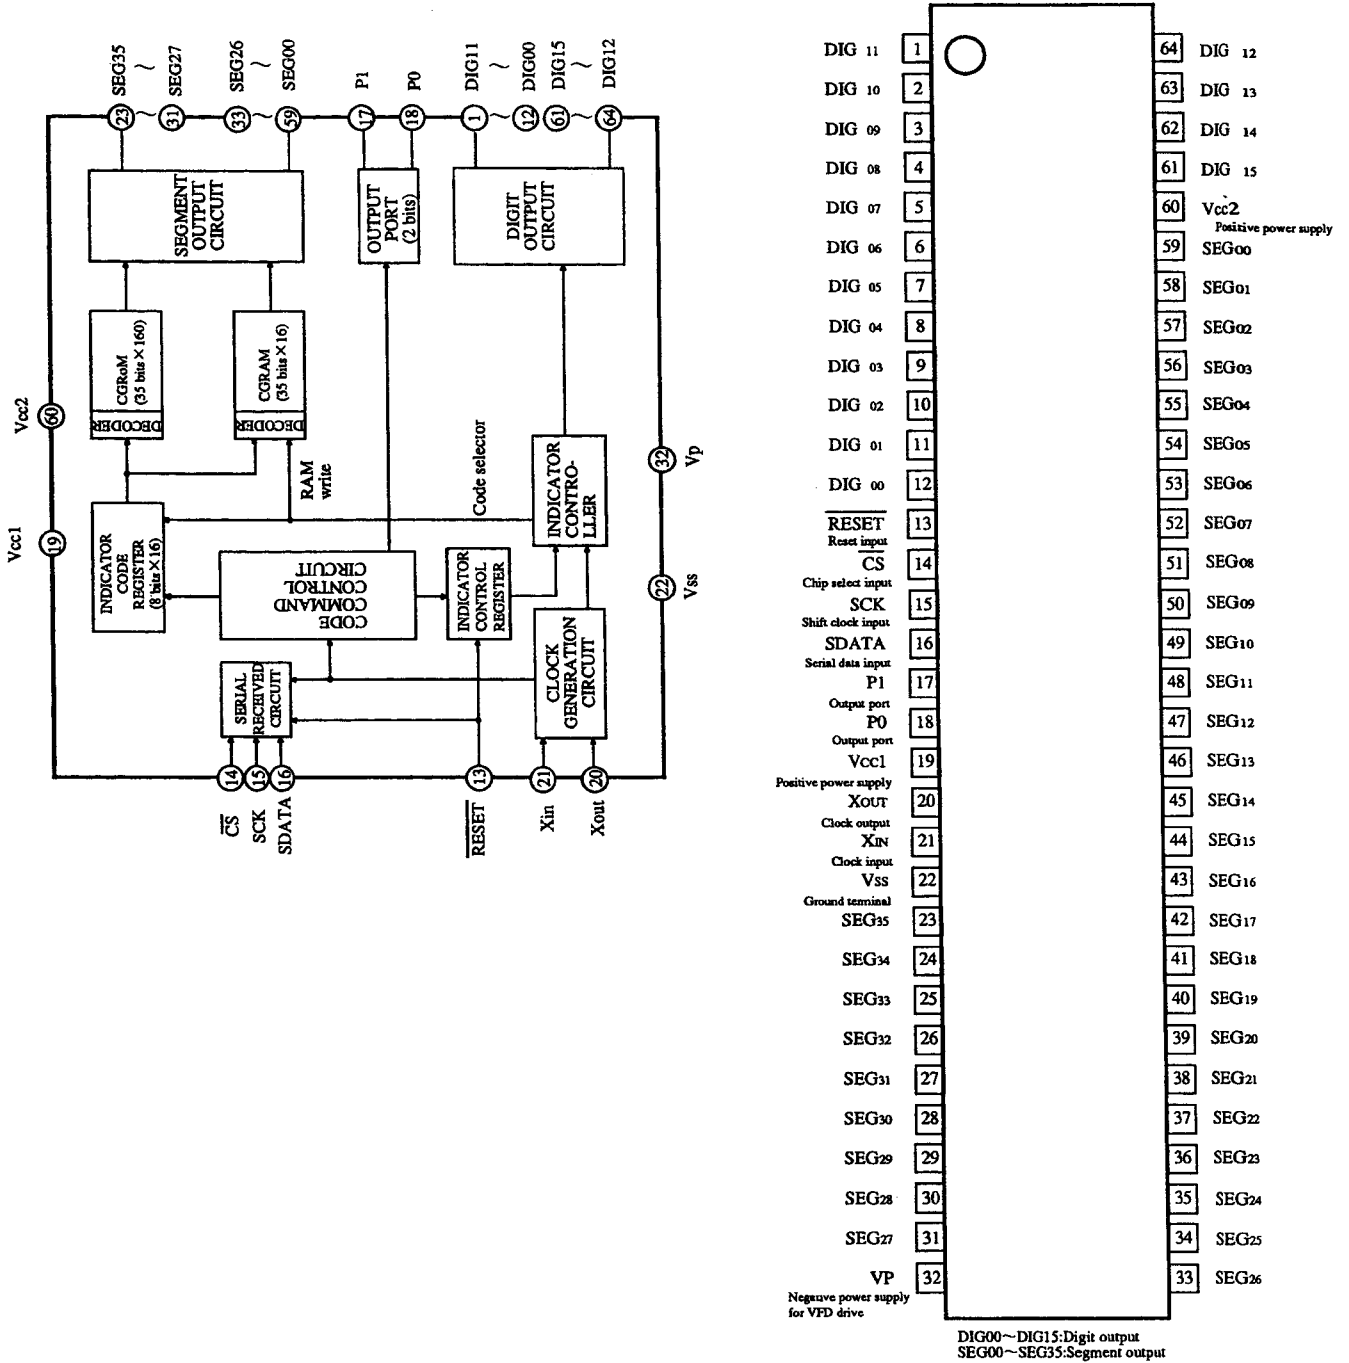 SEG35
~
SEG27
SEG26
~
SEG00
P1
P0
DIG11
~
DIG00
DIG15
~
DIG12
23
~
31
33
~
59
17
18
1
~
12
61
~
64
SEGMENT
OUTPUT
CIRCUIT
OUTPUT
PORT
(2 bits)
DIGIT
OUTPUT
CIRCUIT
CGRoM
(35 bits×160)
DECODER
CGRAM
(35 bits×16)
DECODER
Vcc2
60
Vcc1
19
RAM
write
Code selector
INDICATOR
CONTRO-
LLER
32
Vp
22
Vss
INDICATOR
CODE
REGISTER
(8 bits×16)
CODE
COMMAND
CONTROL
CIRCUIT
INDICATOR
CONTROL
REGISTER
CLOCK
GENERATION
CIRCUIT
SERIAL
RECEIVED
CIRCUIT
14
15
16
13
21
20
CS
SCK
SDATA
RESET
Xin
Xout
DIG 11 1
DIG 10 2
DIG 09 3
DIG 08 4
DIG 07 5
DIG 06 6
DIG 05 7
DIG 04 8
DIG 03 9
DIG 02 10
DIG 01 11
DIG 00 12
RESET 13
Reset input
CS 14
Chip select input
SCK 15
Shift clock input
SDATA 16
Serial data input
P1 17
Output port
P0 18
Output port
Vcc1 19
Positive power supply
XOUT 20
Clock output
XIN 21
Clock input
Vss 22
Ground terminal
SEG35 23
SEG34 24
SEG33 25
SEG32 26
SEG31 27
SEG30 28
SEG29 29
SEG28 30
SEG27 31
VP 32
Negative power supply
for VFD drive
64 DIG 12
63 DIG 13
62 DIG 14
61 DIG 15
60 Vcc2
Positive power supply
59 SEG00
58 SEG01
57 SEG02
56 SEG03
55 SEG04
54 SEG05
53 SEG06
52 SEG07
51 SEG08
50 SEG09
49 SEG10
48 SEG11
47 SEG12
46 SEG13
45 SEG14
44 SEG15
43 SEG16
42 SEG17
41 SEG18
40 SEG19
39 SEG20
38 SEG21
37 SEG22
36 SEG23
35 SEG24
34 SEG25
33 SEG26
DIG00~DIG15:Digit output
SEG00~SEG35:Segment output